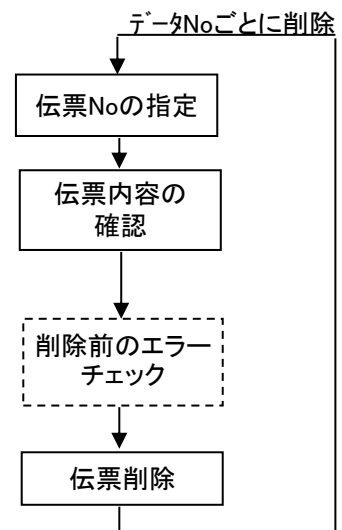 ﾃﾞｰﾀNoごとに削除
伝票Noの指定
伝票内容の
確認
削除前のエラー
チェック
伝票削除